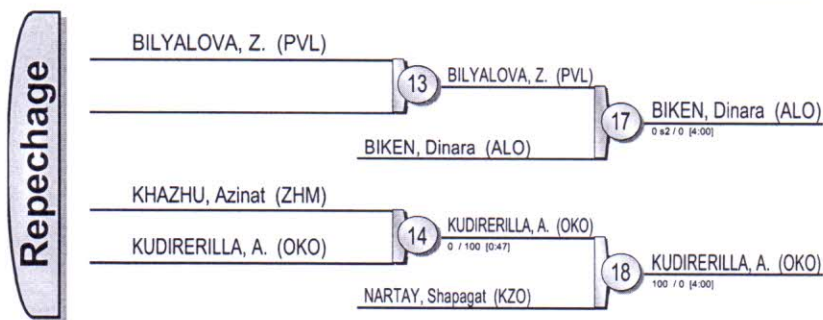 Repechage
BILYALOVA, Z. (PVL)
13
BILYALOVA, Z. (PVL)
BIKEN, Dinara (ALO)
17
BIKEN, Dinara (ALO)
0 s2 / 0 [4:00]
KHAZHU, Azinat (ZHM)
KUDIRERILLA, A. (OKO)
14
KUDIRERILLA, A. (OKO)
0 / 100 [0:47]
NARTAY, Shapagat (KZO)
18
KUDIRERILLA, A. (OKO)
100 / 0 [4:00]